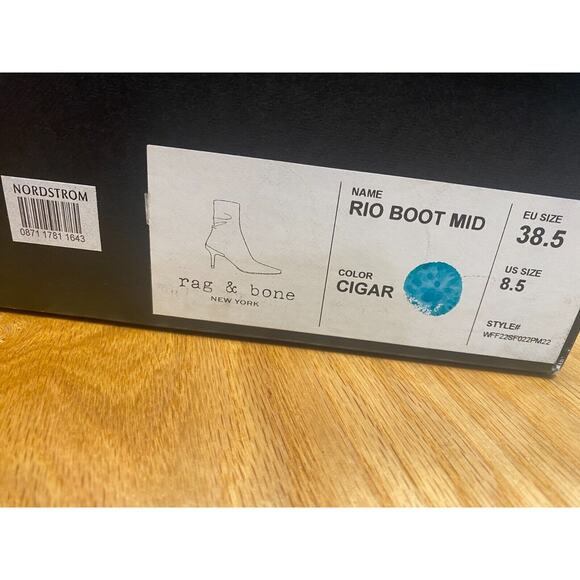 NORDSTROM
0871 1781 1643
rag & bone
NEW YORK
NAME
RIO BOOT MID
COLOR
CIGAR
EU SIZE
38.5
US SIZE
8.5
STYLE#
WFF22SF022PM22